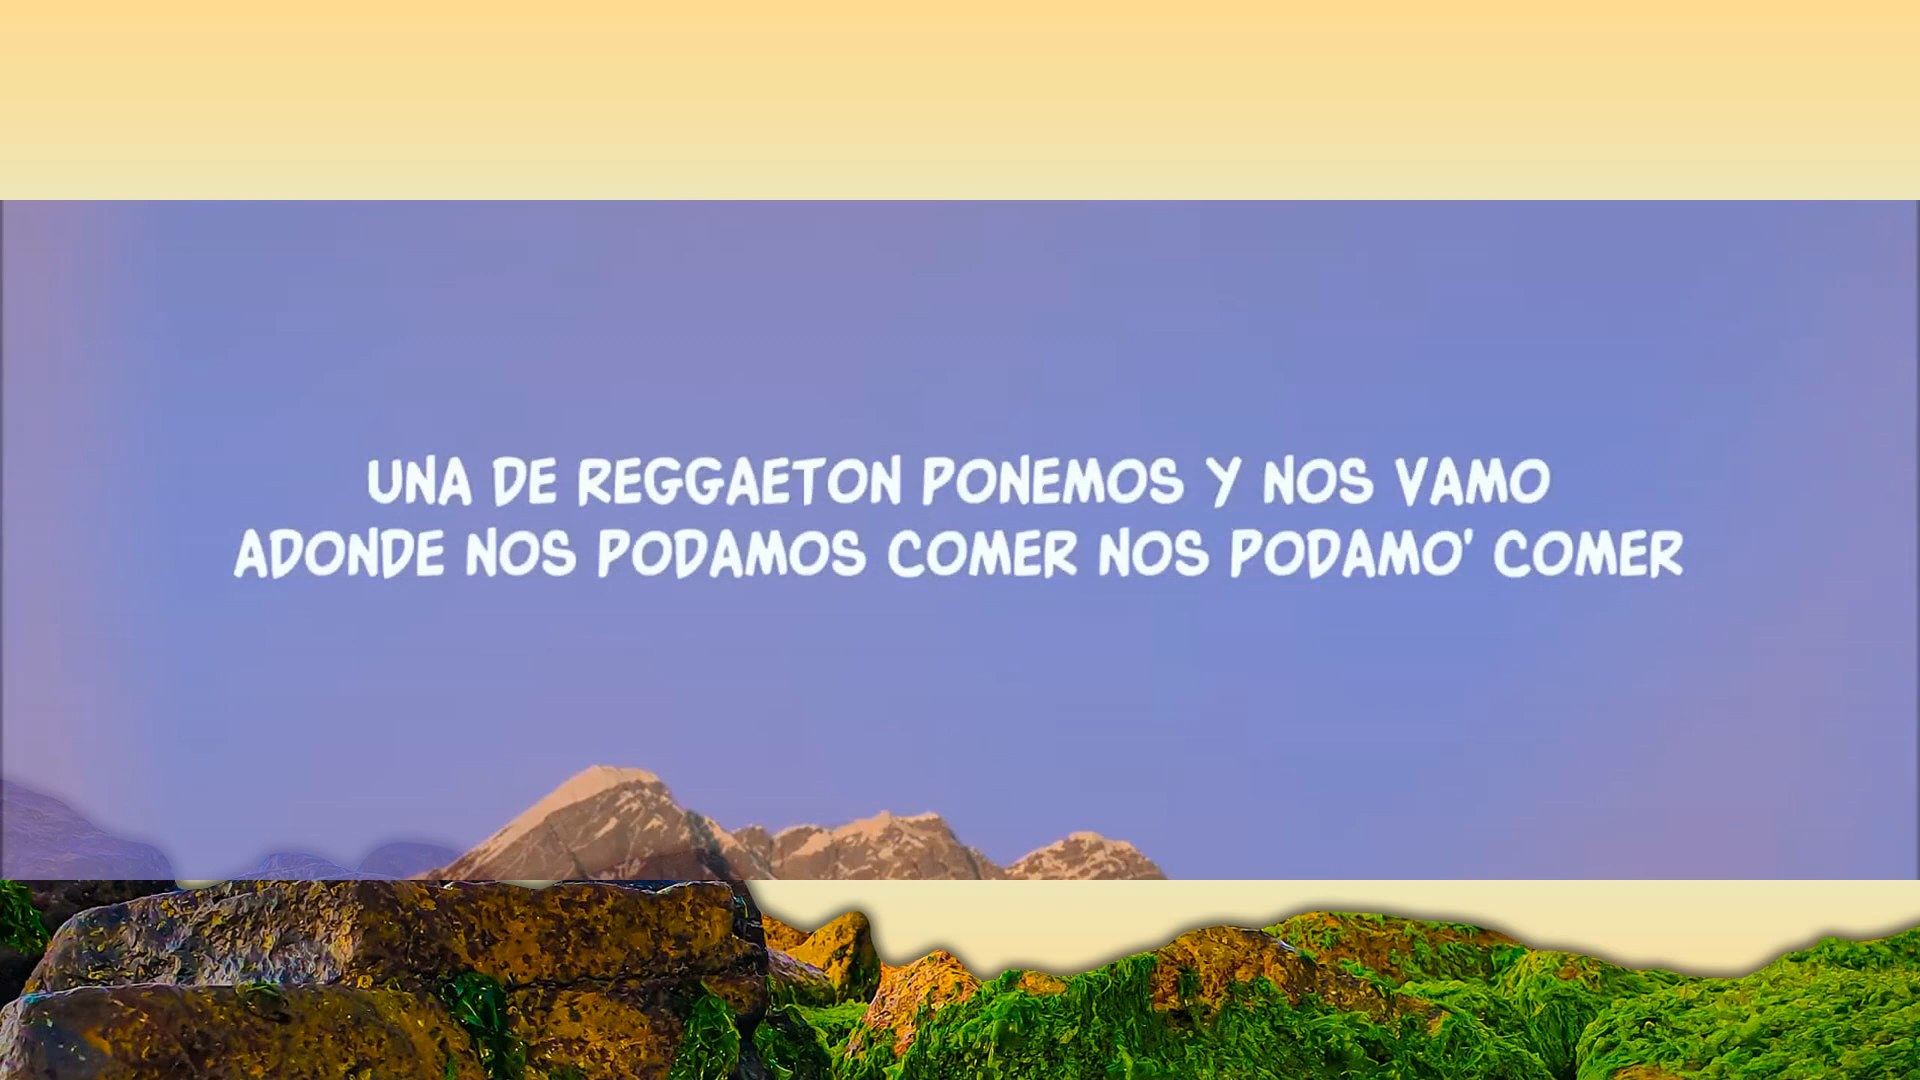 UNA DE REGGAETON PONEMOS Y NOS VAMO
ADONDE NOS PODAMOS COMER NOS PODAMO' COMER